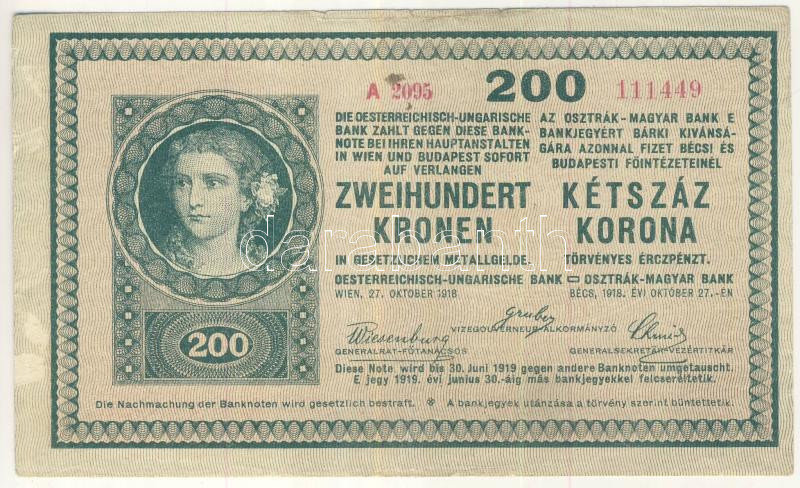 A 2095 200 111449
DIE OESTERREICHISCH-UNGARISCHE
BANK ZAHLT GEGEN DIESE BANK-
NOTE BEI IHREN HAUPTANSTALTEN
IN WIEN UND BUDAPEST SOFORT
AUF VERLANGEN
ZWEIHUNDERT
KRONEN
IN GESETZLICHEM METALLGELDE.
AZ OSZTRÁK-MAGYAR BANK E
BANKJEGYÉRT BÁRKI KIVÁNSÁ-
GÁRA AZONNAL FIZET BÉCSI ÉS
BUDAPESTI FŐINTÉZETEINÉL
KÉTSZÁZ
KORONA
TÖRVÉNYES ÉRCZPÉNZT.
OESTERREICHISCH-UNGARISCHE BANK = OSZTRÁK-MAGYAR BANK
WIEN, 27. OKTOBER 1918 BÉCS, 1918. ÉVI OKTOBER 27.-ÉN
Gruber
VIZEGOUVERNEUR-ALKORMÁNYZÓ
Wiesenburg
GENERALRAT-FŐTANÁCSOS
Schmid
GENERALSEKRETÄR-VEZÉRTITKÁR
Diese Note wird bis 30. Juni 1919 gegen andere Banknoten umgetauscht.
E jegy 1919. évi junius 30.-áig más bankjegyekkel felcseréltetik.
Die Nachmachung der Banknoten wird gesetzlich bestraft. * A bankjegyek utánzása a törvény szerint büntettetik.
200
darabanth